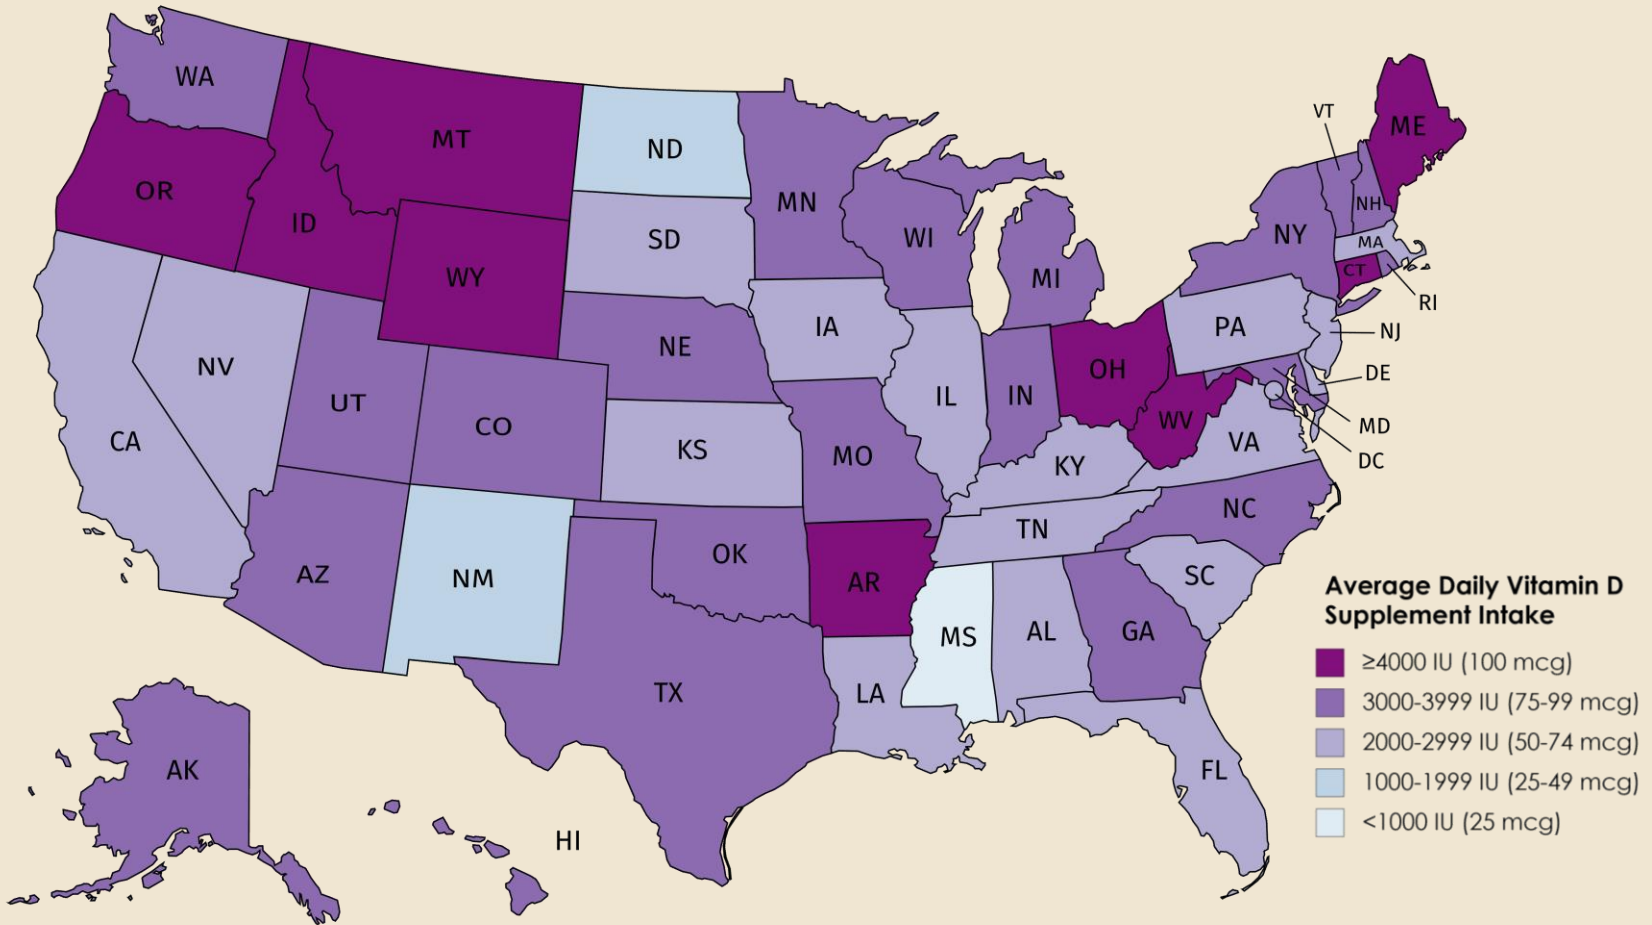 WA
MT
ND
MN
VT
ME
OR
ID
SD
WI
NH
NY
MA
WY
MI
CT
RI
NV
NE
IA
PA
NJ
UT
CO
IL
IN
OH
DE
CA
KS
MO
KY
WV
VA
MD
DC
AZ
NM
OK
AR
TN
NC
SC
MS
AL
GA
TX
LA
FL
AK
HI
Average Daily Vitamin D
Supplement Intake
≥4000 IU (100 mcg)
3000-3999 IU (75-99 mcg)
2000-2999 IU (50-74 mcg)
1000-1999 IU (25-49 mcg)
<1000 IU (25 mcg)